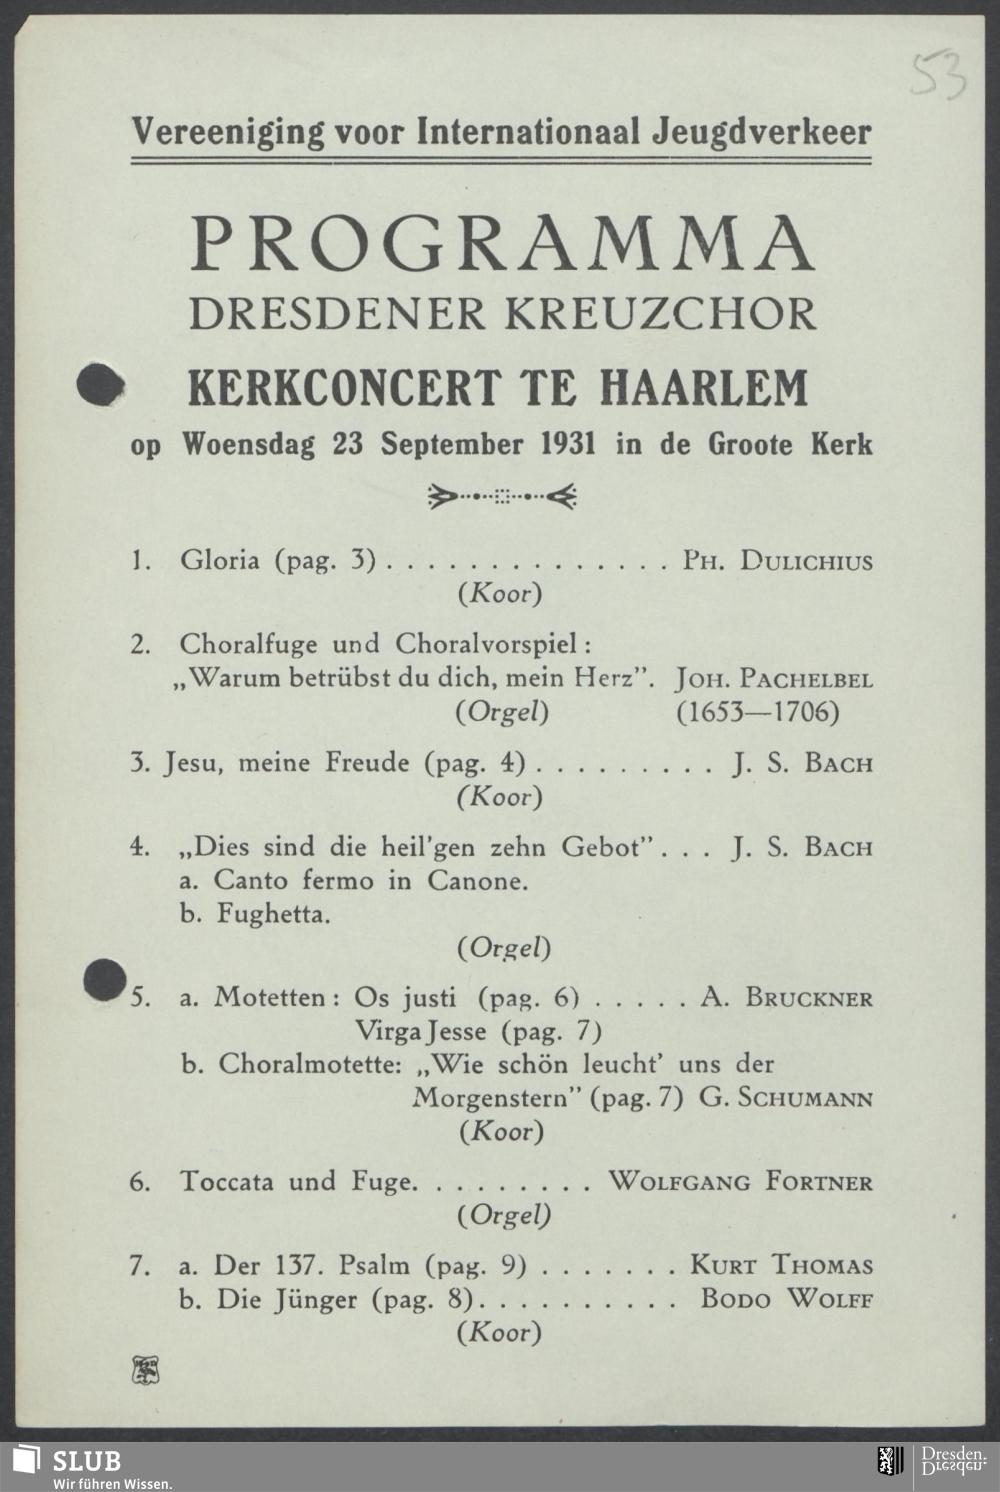 53
Vereeniging voor Internationaal Jeugdverkeer
PROGRAMMA
DRESDENER KREUZCHOR
KERKCONCERT TE HAARLEM
op Woensdag 23 September 1931 in de Groote Kerk
1. Gloria (pag. 3) . . . . . . . . . . . . . . PH. DULICHIUS
(Koor)
2. Choralfuge und Choralvorspiel:
„Warum betrübst du dich, mein Herz”. JOH. PACHELBEL
(Orgel) (1653—1706)
3. Jesu, meine Freude (pag. 4) . . . . . . . . . J. S. BACH
(Koor)
4. „Dies sind die heil'gen zehn Gebot” . . . J. S. BACH
a. Canto fermo in Canone.
b. Fughetta.
(Orgel)
5. a. Motetten: Os justi (pag. 6) . . . . . A. BRUCKNER
Virga Jesse (pag. 7)
b. Choralmotette: „Wie schön leucht' uns der
Morgenstern” (pag. 7) G. SCHUMANN
(Koor)
6. Toccata und Fuge. . . . . . . . . WOLFGANG FORTNER
(Orgel)
7. a. Der 137. Psalm (pag. 9) . . . . . . . KURT THOMAS
b. Die Jünger (pag. 8). . . . . . . . . . BODO WOLFF
(Koor)
SLUB
Wir führen Wissen.
Dresden.
Dresden.